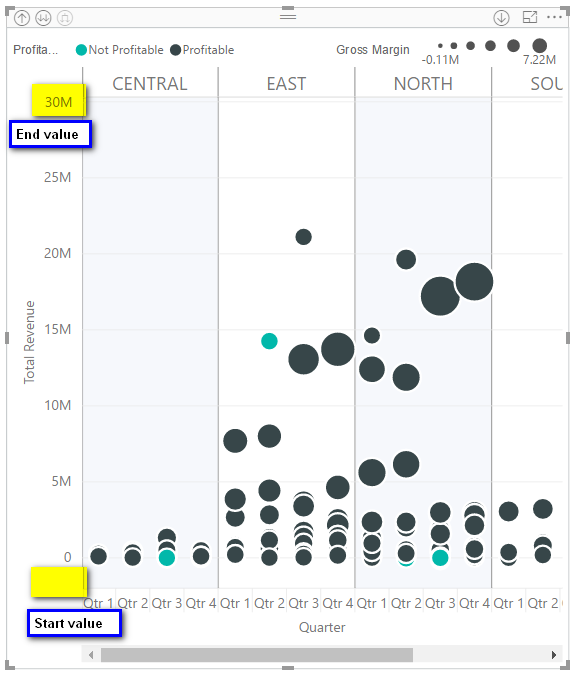 Profita... Not Profitable Profitable Gross Margin
-0.11M 7.22M
CENTRAL EAST NORTH SOU
30M
End value
25M
20M
15M
10M
5M
0
Total Revenue
Qtr 1 Qtr 2 Qtr 3 Qtr 4 Qtr 1 Qtr 2 Qtr 3 Qtr 4 Qtr 1 Qtr 2 Qtr 3 Qtr 4 Qtr 1 Qtr 2
Start value
Quarter